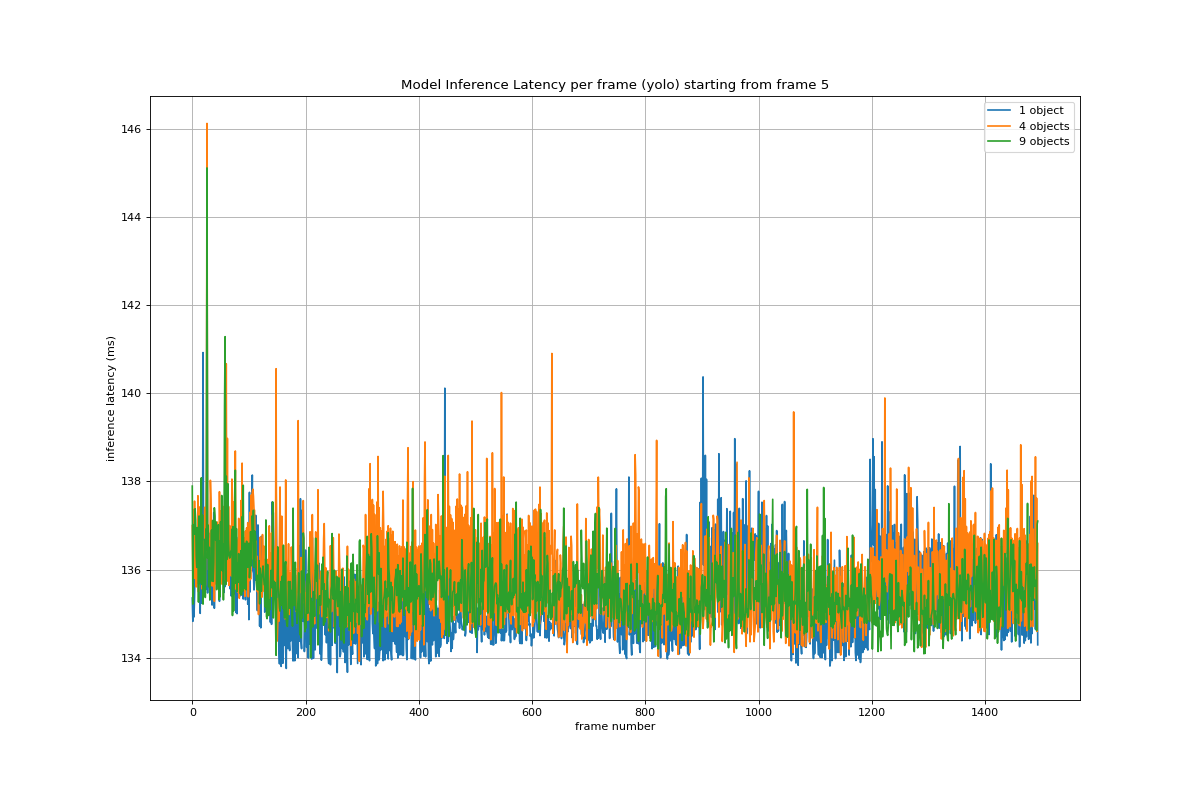 Model Inference Latency per frame (yolo) starting from frame 5
1 object
4 objects
9 objects
inference latency (ms)
146
144
142
140
138
136
134
0 200 400 600 800 1000 1200 1400
frame number